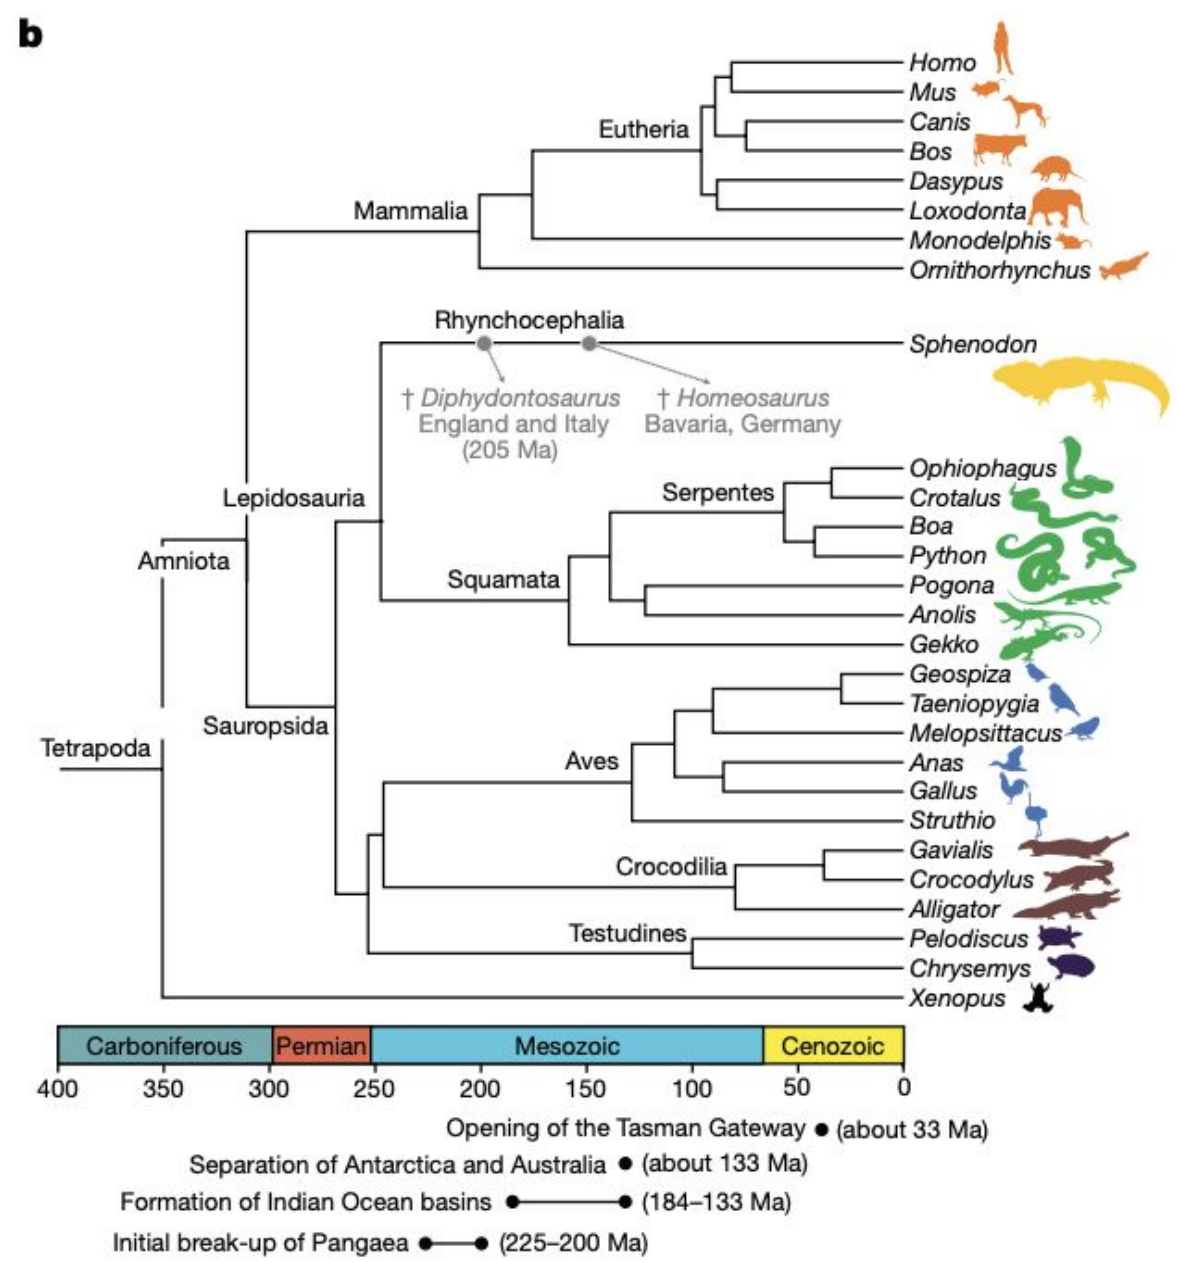 b
Homo
Mus
Canis
Eutheria
Bos
Dasypus
Mammalia
Loxodonta
Monodelphis
Ornithorhynchus
Rhynchocephalia
Sphenodon
† Diphydontosaurus
England and Italy
(205 Ma)
† Homeosaurus
Bavaria, Germany
Ophiophagus
Serpentes
Crotalus
Lepidosauria
Boa
Amniota
Python
Squamata
Pogona
Anolis
Gekko
Geospiza
Taeniopygia
Sauropsida
Melopsittacus
Tetrapoda
Aves
Anas
Gallus
Struthio
Gavialis
Crocodilia
Crocodylus
Alligator
Testudines
Pelodiscus
Chrysemys
Xenopus
Carboniferous Permian Mesozoic Cenozoic
400 350 300 250 200 150 100 50 0
Opening of the Tasman Gateway (about 33 Ma)
Separation of Antarctica and Australia (about 133 Ma)
Formation of Indian Ocean basins (184–133 Ma)
Initial break-up of Pangaea (225–200 Ma)